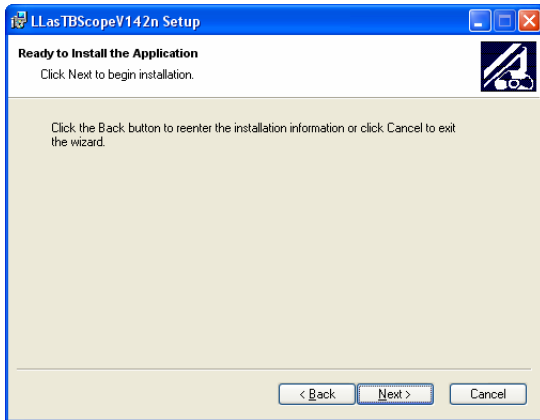 LLasTBScopeV142n Setup
Ready to Install the Application
Click Next to begin installation.
Click the Back button to reenter the installation information or click Cancel to exit
the wizard.
< Back
Next >
Cancel